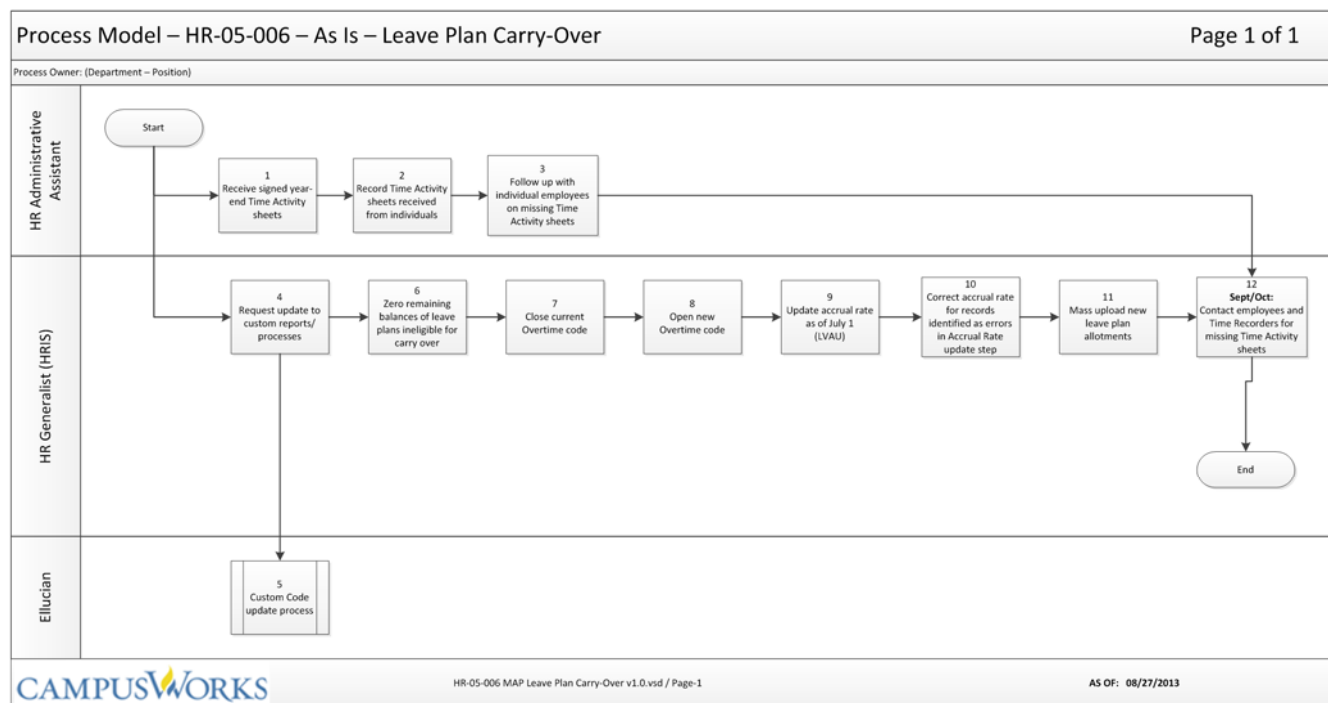 Process Model – HR-05-006 – As Is – Leave Plan Carry-Over
Page 1 of 1
Process Owner: (Department – Position)
HR Administrative
Assistant
Start
1
Receive signed year-
end Time Activity
sheets
2
Record Time Activity
sheets received
from individuals
3
Follow up with
individual employees
on missing Time
Activity sheets
HR Generalist (HRIS)
4
Request update to
custom reports/
processes
6
Zero remaining
balances of leave
plans ineligible for
carry over
7
Close current
Overtime code
8
Open new
Overtime code
9
Update accrual rate
as of July 1
(LVAU)
10
Correct accrual rate
for records
identified as errors
in Accrual Rate
update step
11
Mass upload new
leave plan
allotments
12
Sept/Oct:
Contact employees and
Time Recorders for
missing Time Activity
sheets
End
Ellucian
5
Custom Code
update process
CAMPUSWORKS
HR-05-006 MAP Leave Plan Carry-Over v1.0.vsd / Page-1
AS OF: 08/27/2013